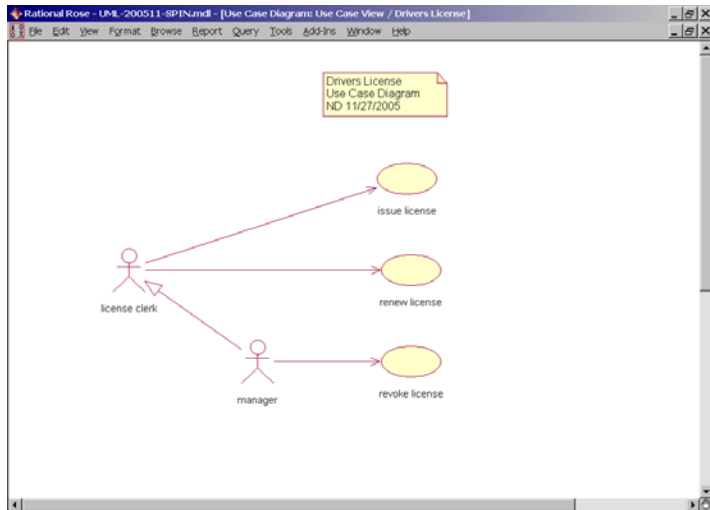 Rational Rose - UML-200511-SPIN.mdl - [Use Case Diagram: Use Case View / Drivers License]
File Edit View Format Browse Report Query Tools Add-Ins Window Help
Drivers License
Use Case Diagram
ND 11/27/2005
issue license
license clerk
renew license
manager
revoke license